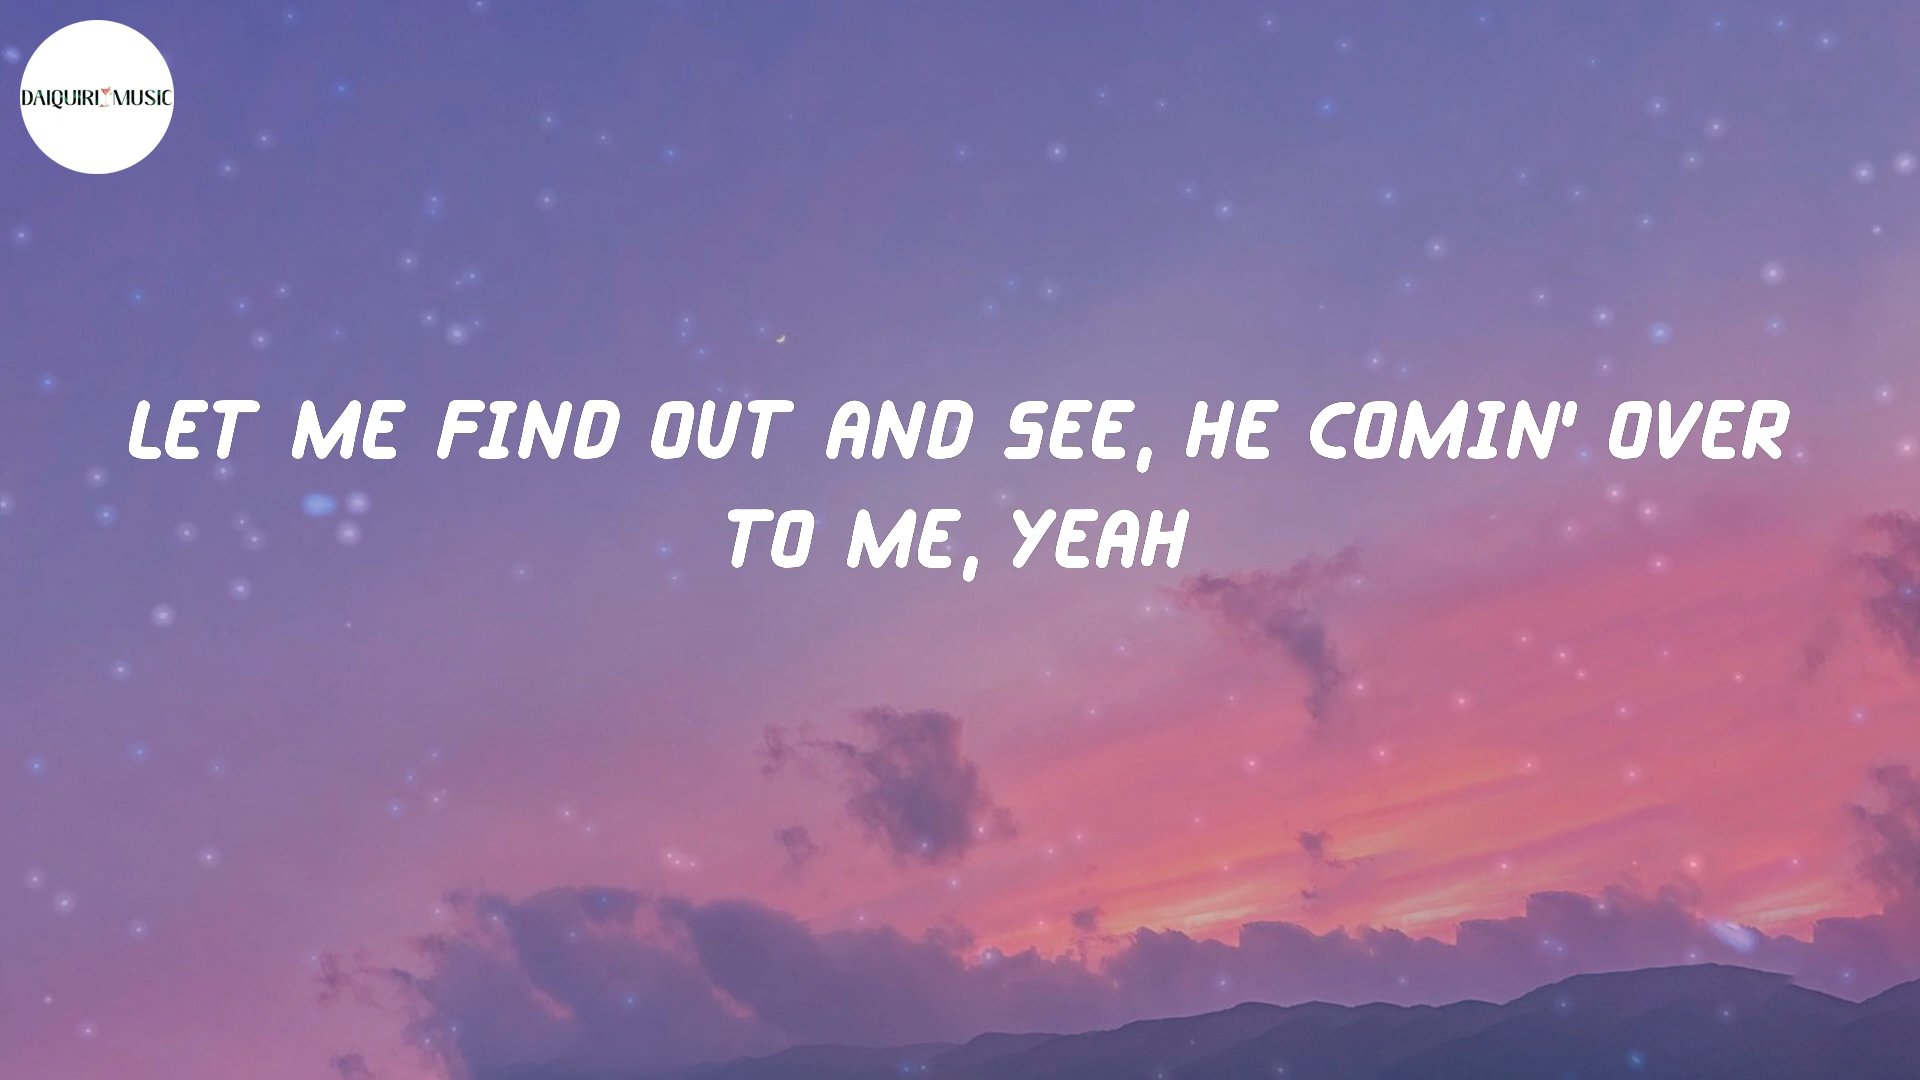 DAIQUIRI MUSIC
LET ME FIND OUT AND SEE, HE COMIN' OVER
TO ME, YEAH